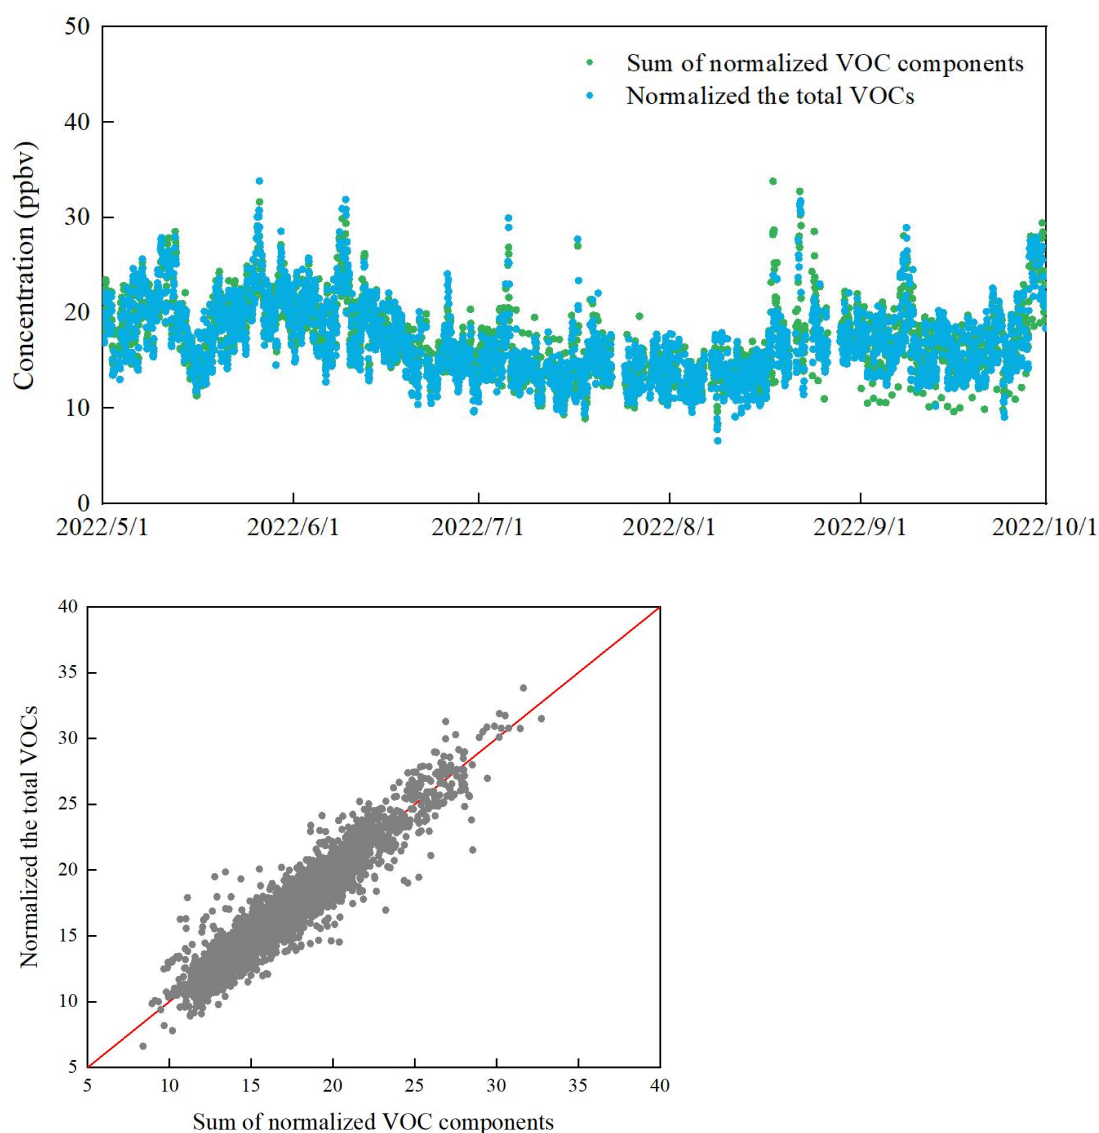 50
Sum of normalized VOC components
Normalized the total VOCs
40
30
20
10
0
Concentration (ppbv)
2022/5/1 2022/6/1 2022/7/1 2022/8/1 2022/9/1 2022/10/1
40
35
30
25
20
15
10
5
Normalized the total VOCs
5 10 15 20 25 30 35 40
Sum of normalized VOC components